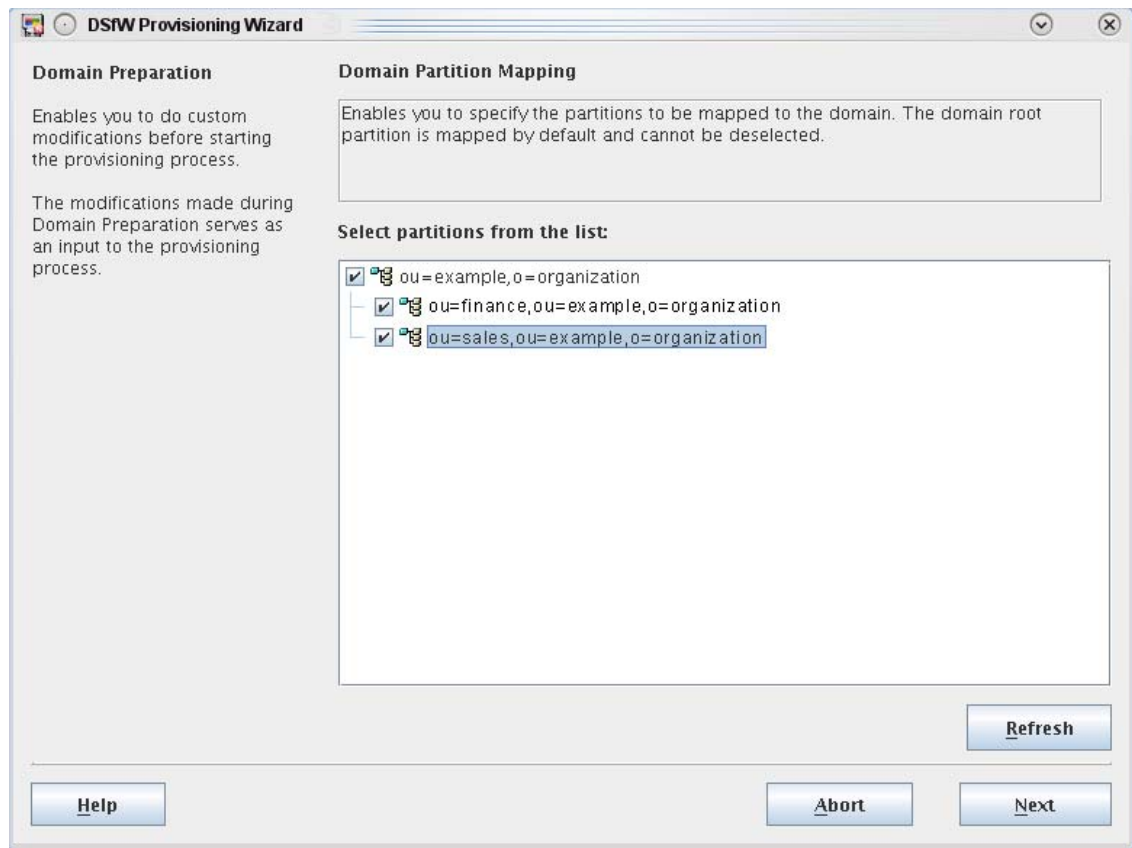 DSfW Provisioning Wizard
Domain Preparation
Enables you to do custom
modifications before starting
the provisioning process.
The modifications made during
Domain Preparation serves as
an input to the provisioning
process.
Domain Partition Mapping
Enables you to specify the partitions to be mapped to the domain. The domain root
partition is mapped by default and cannot be deselected.
Select partitions from the list:
ou=example,o=organization
ou=finance,ou=example,o=organization
ou=sales,ou=example,o=organization
Refresh
Help
Abort
Next